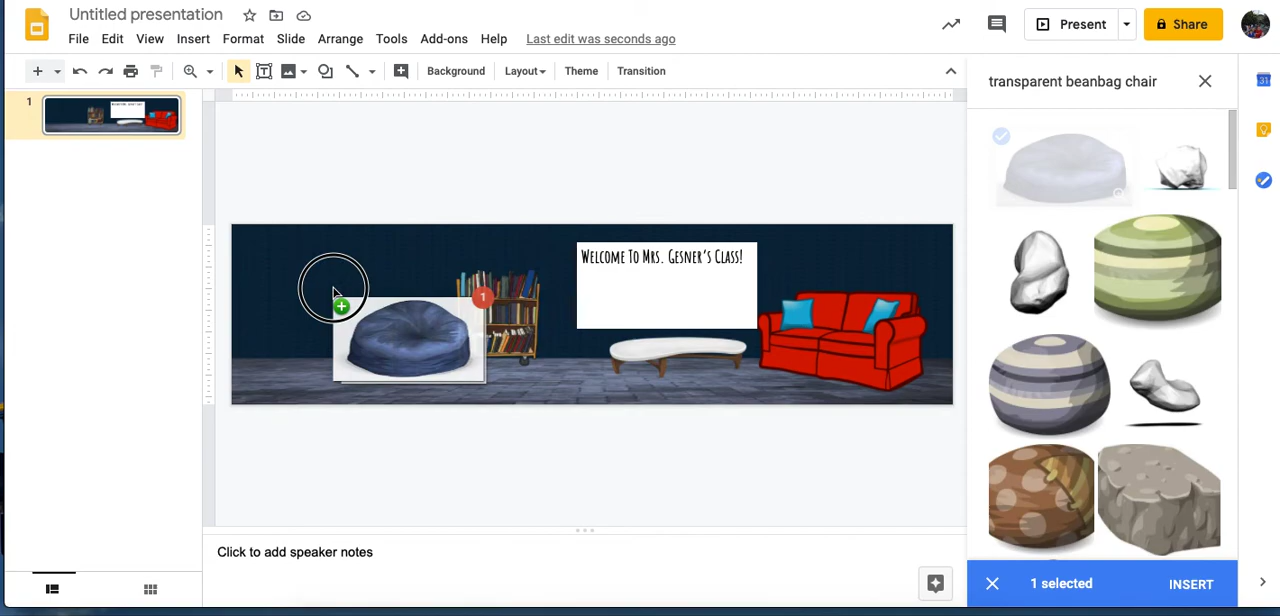 Untitled presentation
File Edit View Insert Format Slide Arrange Tools Add-ons Help Last edit was seconds ago
Present
Share
Background Layout Theme Transition
transparent beanbag chair
1
Welcome To Mrs. Gesner's Class!
1
Click to add speaker notes
1 selected
INSERT
31